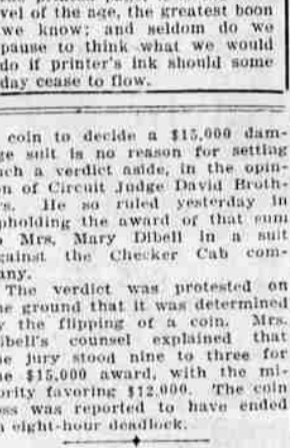 vel of the age, the greatest boon
we know; and seldom do we
pause to think what we would
do if printer's ink should some
day cease to flow.
coin to decide a $15,000 dam-
ge suit is no reason for setting
ch a verdict aside, in the opin-
n of Circuit Judge David Broth-
rs. He so ruled yesterday in
pholding the award of that sum
Mrs. Mary Dibell in a suit
gainst the Checker Cab com-
any.
The verdict was protested on
he ground that it was determined
y the flipping of a coin. Mrs.
ibell's counsel explained that
he jury stood nine to three for
he $15,000 award, with the mi-
ority favoring $12,000. The coin
oss was reported to have ended
n eight-hour deadlock.